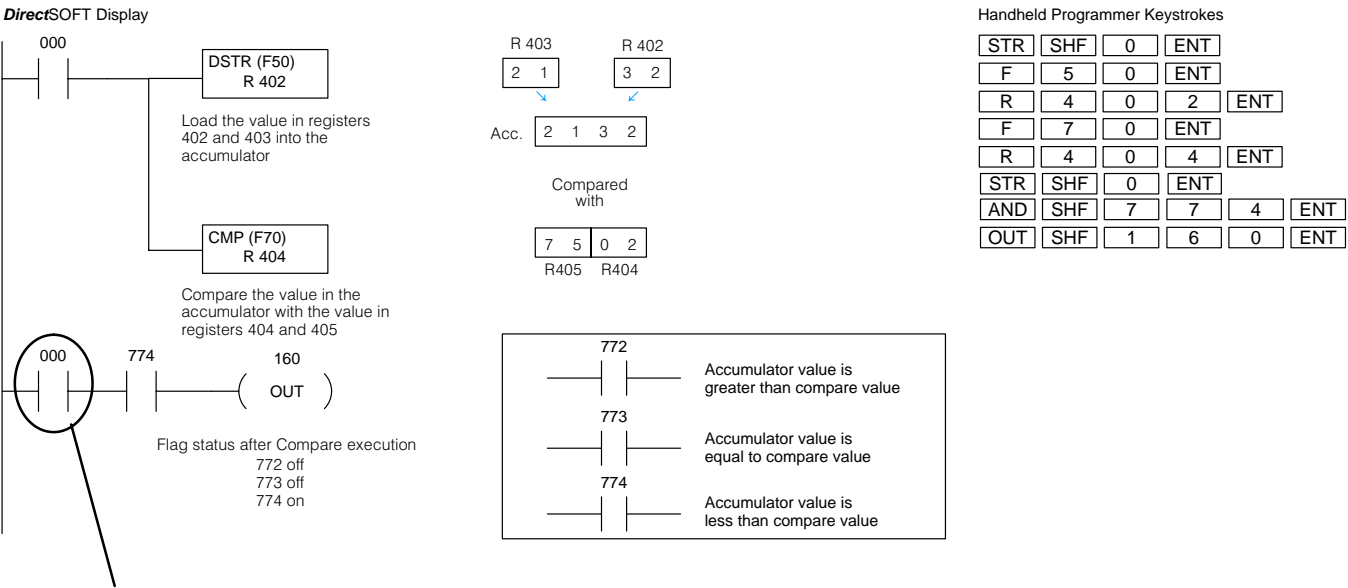 DirectSOFT Display
000
DSTR (F50)
R 402
Load the value in registers
402 and 403 into the
accumulator
CMP (F70)
R 404
Compare the value in the
accumulator with the value in
registers 404 and 405
000 774 160
OUT
Flag status after Compare execution
772 off
773 off
774 on
R 403 R 402
2 1 3 2
Acc. 2 1 3 2
Compared
with
7 5 0 2
R405 R404
772
Accumulator value is
greater than compare value
773
Accumulator value is
equal to compare value
774
Accumulator value is
less than compare value
Handheld Programmer Keystrokes
STR SHF 0 ENT
F 5 0 ENT
R 4 0 2 ENT
F 7 0 ENT
R 4 0 4 ENT
STR SHF 0 ENT
AND SHF 7 7 4 ENT
OUT SHF 1 6 0 ENT